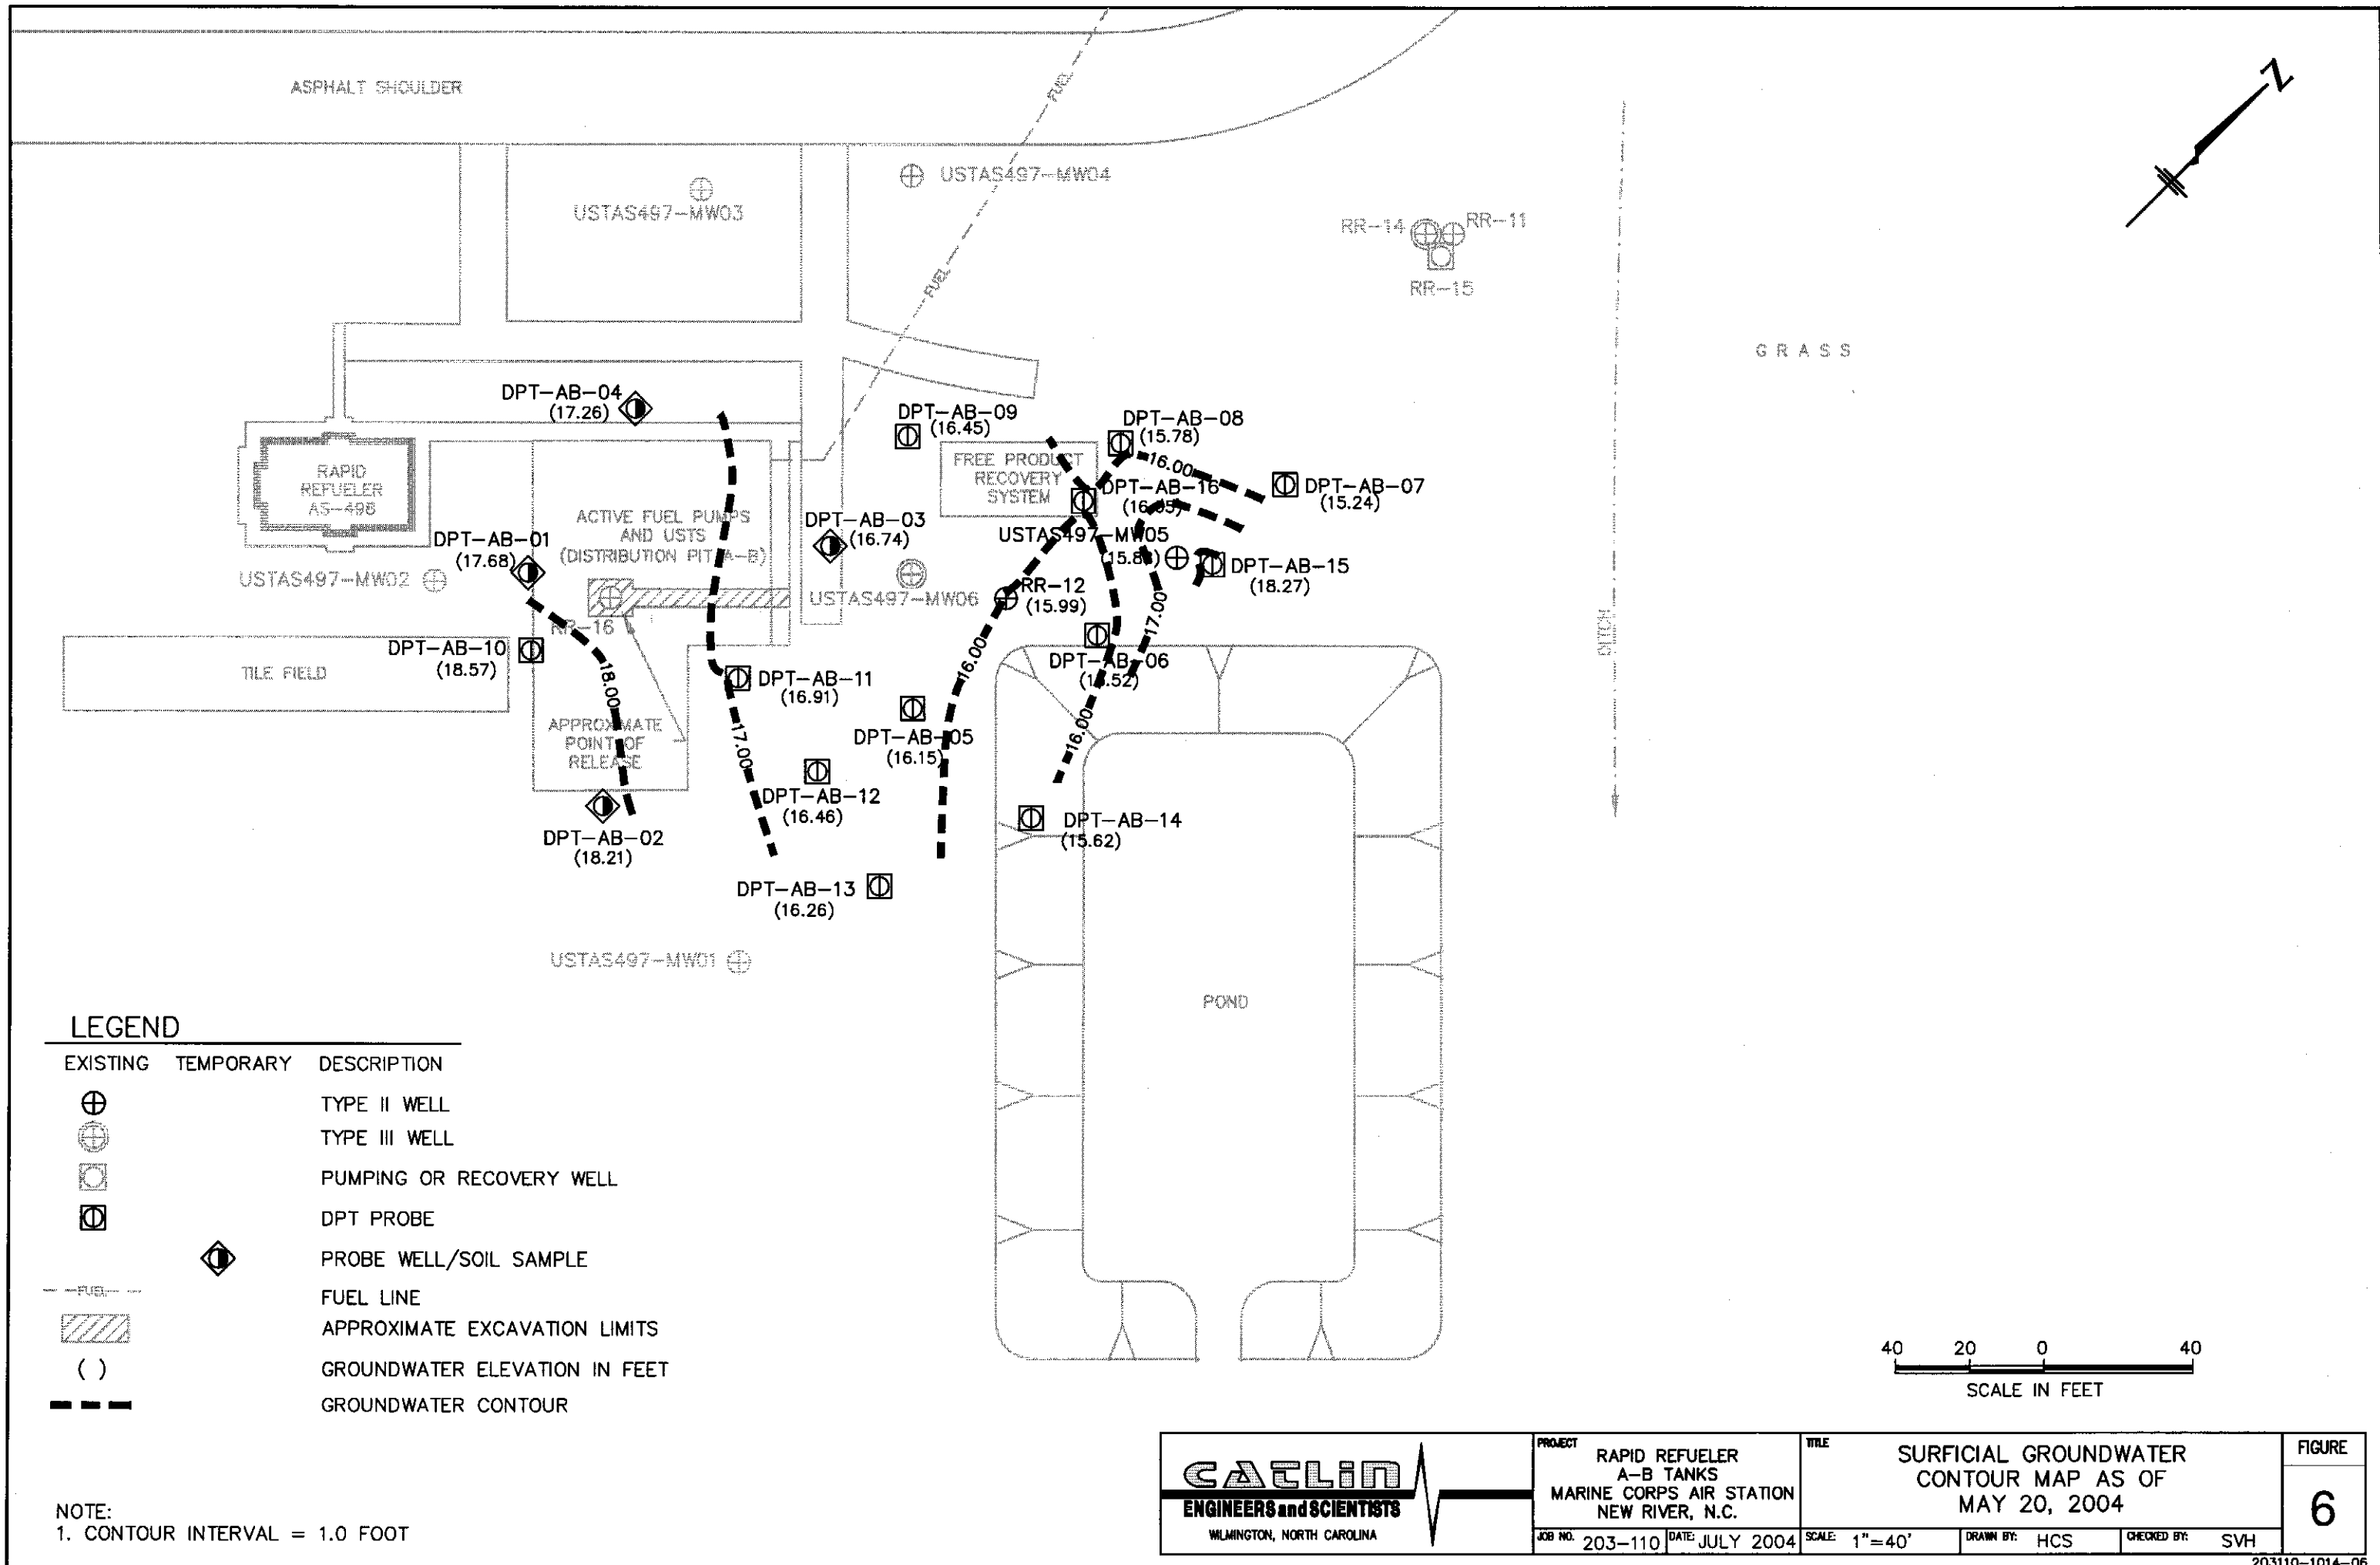 ASPHALT SHOULDER
FUEL
FUEL
N
USTAS497-MW03
USTAS497-MW04
RR-14
RR-11
RR-15
GRASS
DITCH
DPT-AB-04
(17.26)
DPT-AB-09
(16.45)
DPT-AB-08
(15.78)
16.00
RAPID
REFUELER
AS-498
FREE PRODUCT
RECOVERY
SYSTEM
DPT-AB-16
DPT-AB-07
(15.24)
ACTIVE FUEL PUMPS
AND USTS
(DISTRIBUTION PIT A-B)
DPT-AB-03
(16.74)
USTAS497-MW05
DPT-AB-01
(17.68)
USTAS497-MW02
DPT-AB-15
(18.27)
USTAS497-MW06
RR-12
(15.99)
17.00
RR-16
DPT-AB-10
(18.57)
TILE FIELD
18.00
DPT-AB-11
(16.91)
16.00
DPT-AB-06
APPROXIMATE
POINT OF
RELEASE
17.00
DPT-AB-05
(16.15)
16.00
DPT-AB-12
(16.46)
DPT-AB-02
(18.21)
DPT-AB-14
(15.62)
DPT-AB-13
(16.26)
USTAS497-MW01
POND
LEGEND
EXISTING TEMPORARY DESCRIPTION
TYPE II WELL
TYPE III WELL
PUMPING OR RECOVERY WELL
DPT PROBE
PROBE WELL/SOIL SAMPLE
FUEL
FUEL LINE
APPROXIMATE EXCAVATION LIMITS
( ) GROUNDWATER ELEVATION IN FEET
GROUNDWATER CONTOUR
NOTE:
1. CONTOUR INTERVAL = 1.0 FOOT
40 20 0 40
SCALE IN FEET
CATLIN
ENGINEERS and SCIENTISTS
WILMINGTON, NORTH CAROLINA
PROJECT
RAPID REFUELER
A-B TANKS
MARINE CORPS AIR STATION
NEW RIVER, N.C.
TITLE
SURFICIAL GROUNDWATER
CONTOUR MAP AS OF
MAY 20, 2004
FIGURE
6
JOB NO. 203-110 DATE: JULY 2004 SCALE: 1"=40' DRAWN BY: HCS CHECKED BY: SVH
203110-1014-06